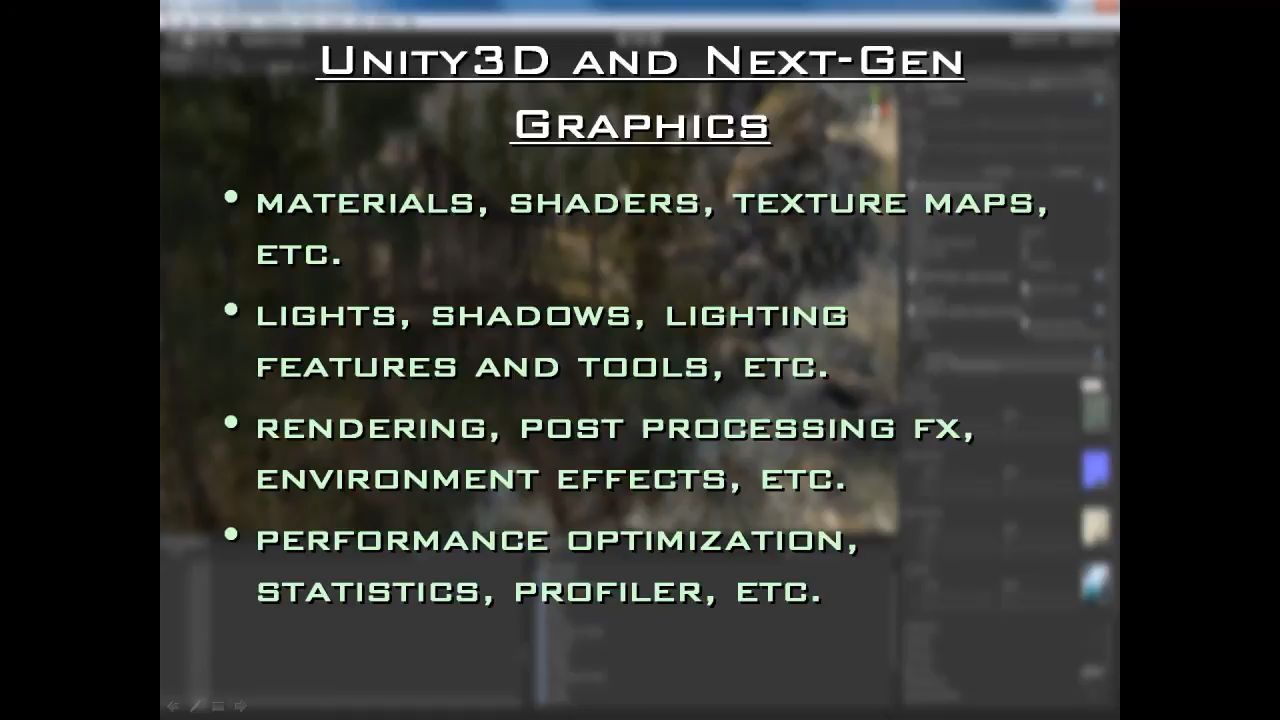 Unity3D and Next-Gen
Graphics
• Materials, shaders, texture maps,
etc.
• Lights, shadows, lighting
features and tools, etc.
• Rendering, post processing FX,
environment effects, etc.
• Performance optimization,
statistics, profiler, etc.